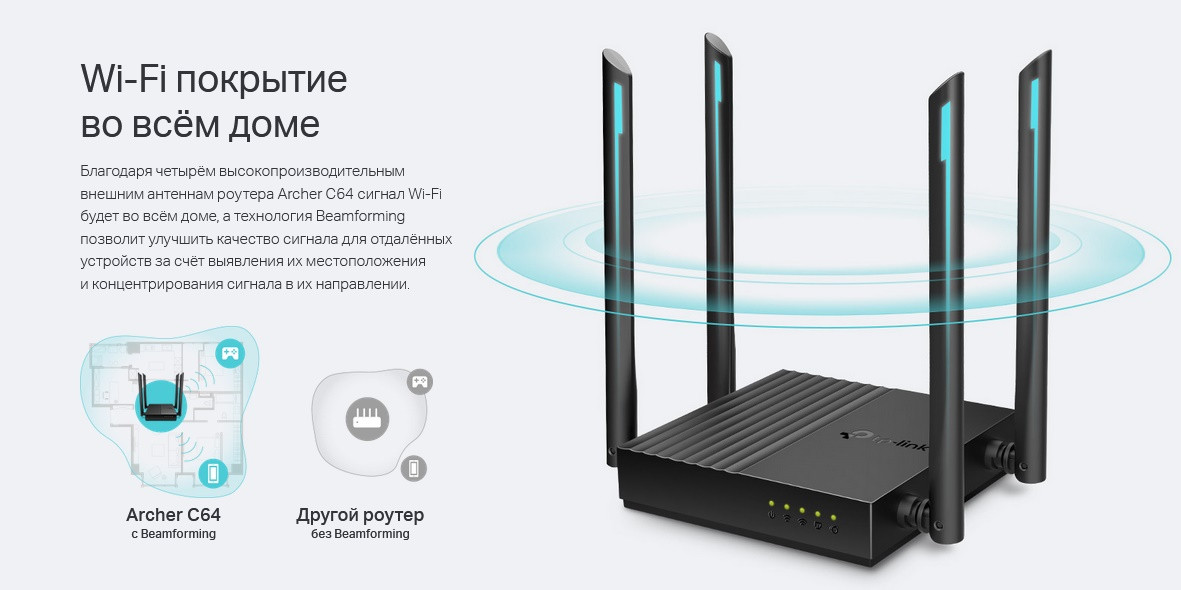 Wi-Fi покрытие
во всём доме
Благодаря четырём высокопроизводительным
внешним антеннам роутера Archer C64 сигнал Wi-Fi
будет во всём доме, а технология Beamforming
позволит улучшить качество сигнала для отдалённых
устройств за счёт выявления их местоположения
и концентрирования сигнала в их направлении.
tp-link
Archer C64
с Beamforming
Другой роутер
без Beamforming